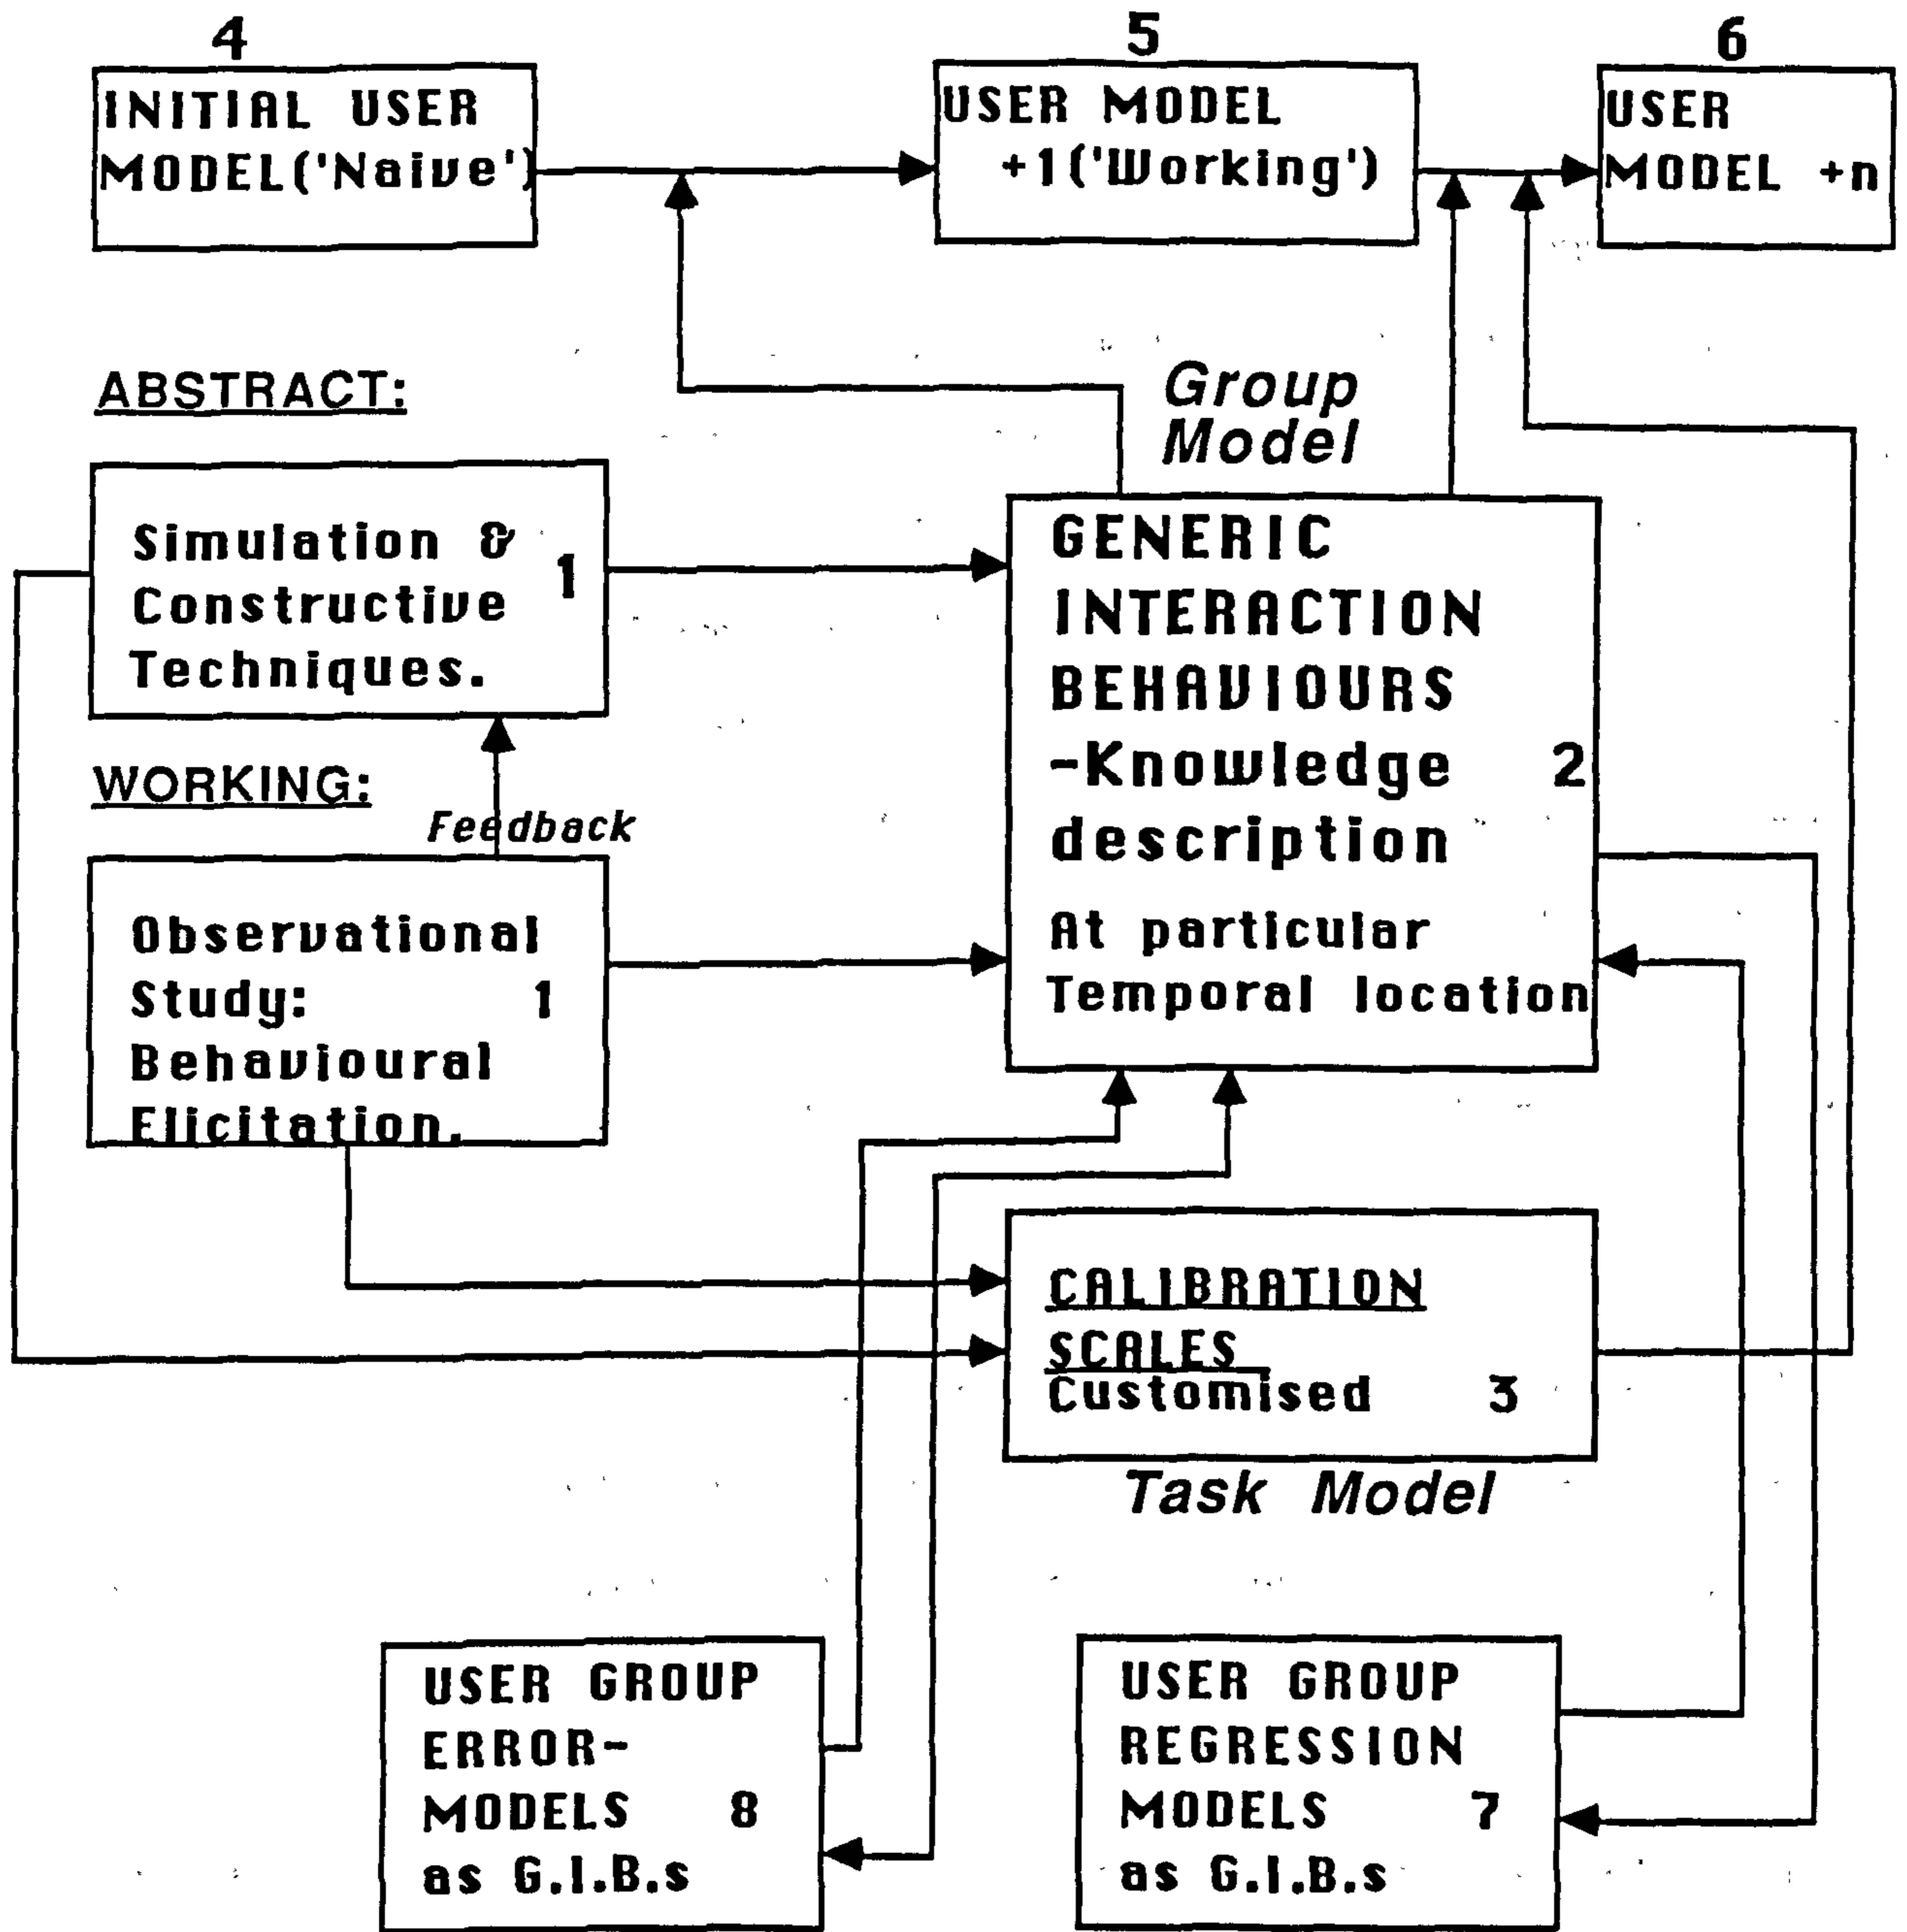 4
INITIAL USER
MODEL('Naive')
5
USER MODEL
+1('Working')
6
USER
MODEL +n
ABSTRACT:
Group
Model
Simulation &
Constructive 1
Techniques.
WORKING:
Feedback
Observational
Study: 1
Behavioural
Elicitation.
GENERIC
INTERACTION
BEHAVIOURS
-Knowledge 2
description
At particular
Temporal location
CALIBRATION
SCALES
Customised 3
Task Model
USER GROUP
ERROR-
MODELS 8
as G.I.B.s
USER GROUP
REGRESSION
MODELS 7
as G.I.B.s